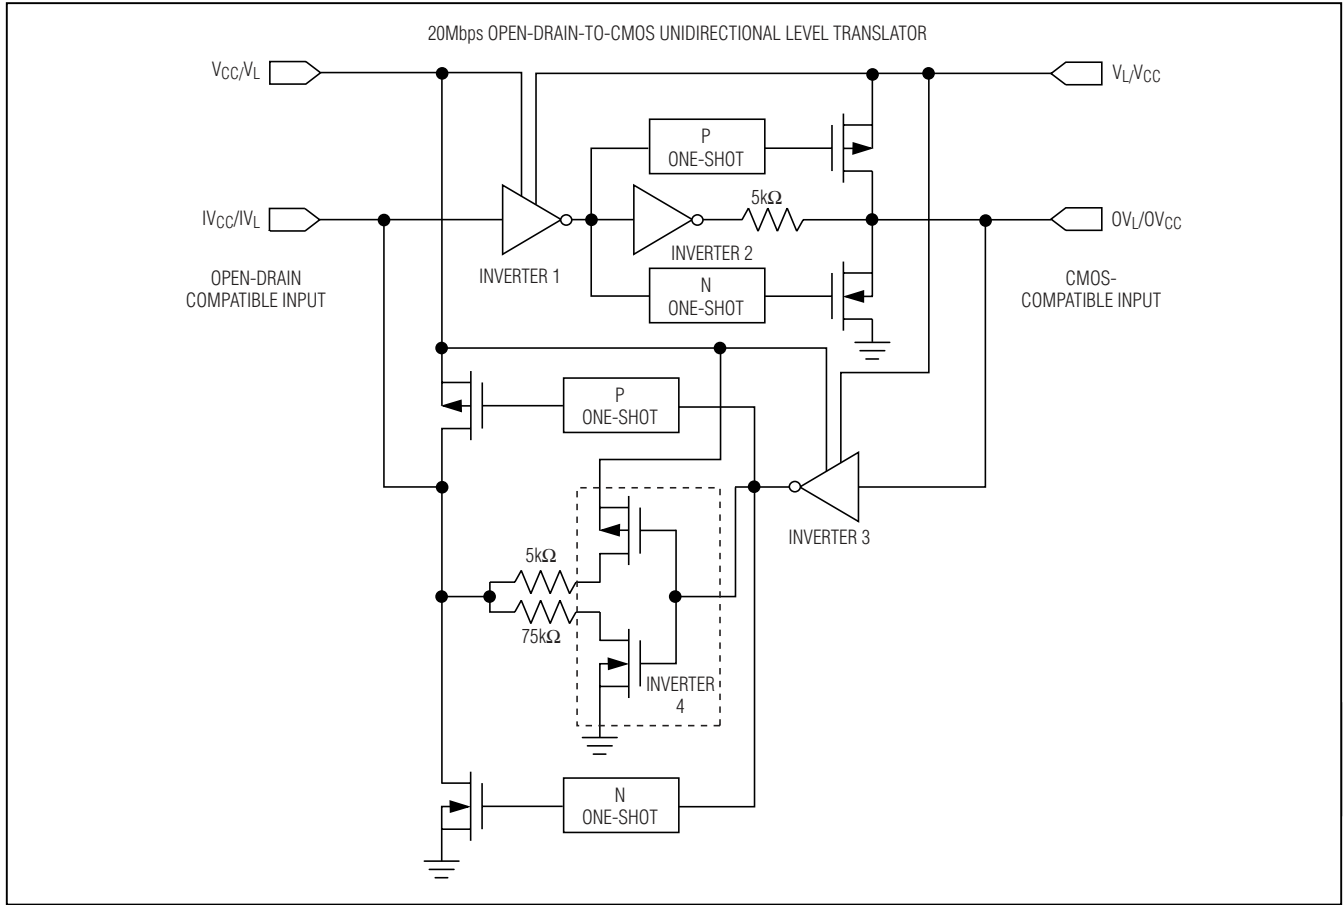 20Mbps OPEN-DRAIN-TO-CMOS UNIDIRECTIONAL LEVEL TRANSLATOR
VCC/VL
VL/VCC
P
ONE-SHOT
5kΩ
IVCC/IVL
OVL/OVCC
INVERTER 1
INVERTER 2
OPEN-DRAIN
COMPATIBLE INPUT
N
ONE-SHOT
CMOS-
COMPATIBLE INPUT
P
ONE-SHOT
INVERTER 3
5kΩ
75kΩ
INVERTER
4
N
ONE-SHOT